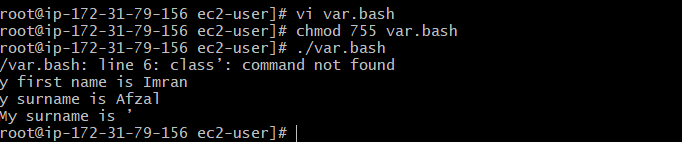 root@ip-172-31-79-156 ec2-user]# vi var.bash
root@ip-172-31-79-156 ec2-user]# chmod 755 var.bash
root@ip-172-31-79-156 ec2-user]# ./var.bash
/var.bash: line 6: class’: command not found
y first name is Imran
y surname is Afzal
My surname is ’
root@ip-172-31-79-156 ec2-user]#